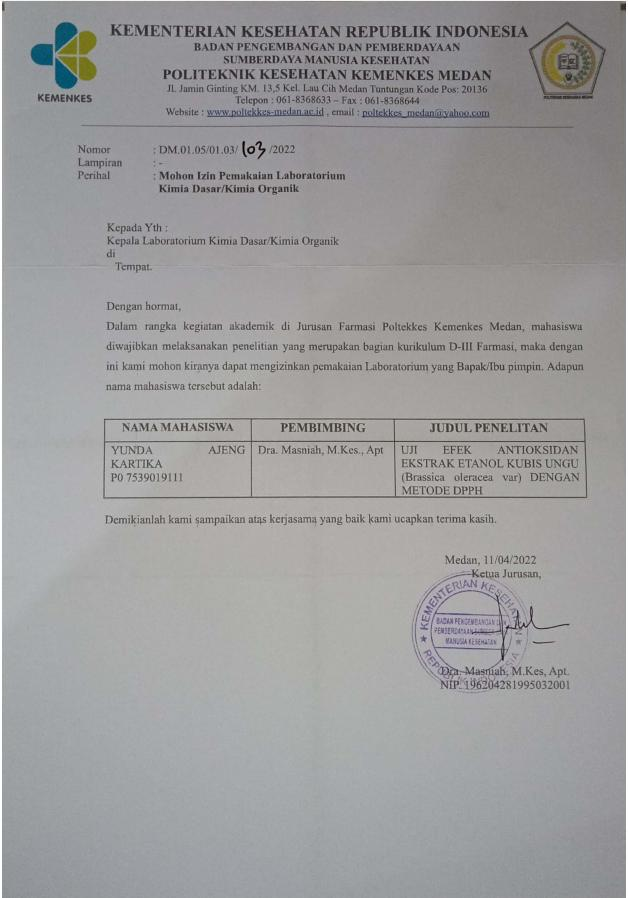 KEMENTERIAN KESEHATAN REPUBLIK INDONESIA
BADAN PENGEMBANGAN DAN PEMBERDAYAAN
SUMBERDAYA MANUSIA KESEHATAN
POLITEKNIK KESEHATAN KEMENKES MEDAN
Jl. Jamin Ginting KM. 13,5 Kel. Lau Cih Medan Tuntungan Kode Pos: 20136
Telepon : 061-8368633 – Fax : 061-8368644
Website : www.poltekkes-medan.ac.id , email : poltekkes_medan@yahoo.com
KEMENKES
POLITEKNIK KESEHATAN MEDAN
Nomor : DM.01.05/01.03/ 103 /2022
Lampiran : -
Perihal : Mohon Izin Pemakaian Laboratorium
Kimia Dasar/Kimia Organik
Kepada Yth :
Kepala Laboratorium Kimia Dasar/Kimia Organik
di
Tempat.
Dengan hormat,
Dalam rangka kegiatan akademik di Jurusan Farmasi Poltekkes Kemenkes Medan, mahasiswa
diwajibkan melaksanakan penelitian yang merupakan bagian kurikulum D-III Farmasi, maka dengan
ini kami mohon kiranya dapat mengizinkan pemakaian Laboratorium yang Bapak/Ibu pimpin. Adapun
nama mahasiswa tersebut adalah:
NAMA MAHASISWA PEMBIMBING JUDUL PENELITAN
YUNDA AJENG Dra. Masniah, M.Kes., Apt UJI EFEK ANTIOKSIDAN
KARTIKA EKSTRAK ETANOL KUBIS UNGU
P0 7539019111 (Brassica oleracea var) DENGAN
METODE DPPH
Demikianlah kami sampaikan atas kerjasama yang baik kami ucapkan terima kasih.
Medan, 11/04/2022
Ketua Jurusan,
KEMENTERIAN KESEHATAN
BADAN PENGEMBANGAN DAN
PEMBERDAYAAN SUMBER DAYA
MANUSIA KESEHATAN
REPUBLIK INDONESIA
Dra. Masniah, M.Kes, Apt.
NIP. 196204281995032001